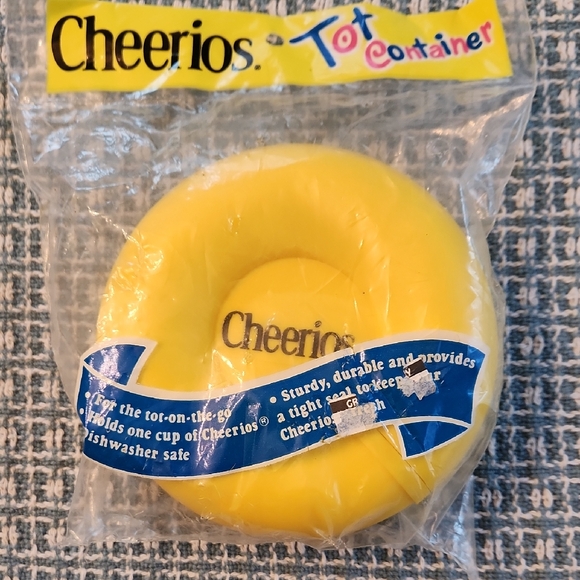 Cheerios. Tot
Container
Cheerios
• For the tot-on-the-go
• Holds one cup of Cheerios®
Dishwasher safe
• Sturdy, durable and provides
a tight seal to keep
Cheerios
GR